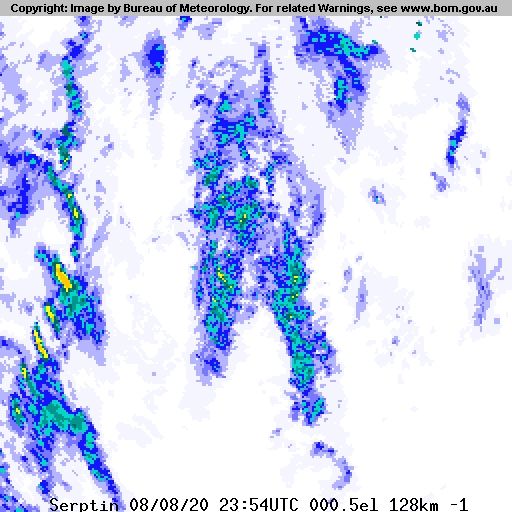 Copyright: Image by Bureau of Meteorology. For related Warnings, see www.bom.gov.au
Serptin 08/08/20 23:54UTC 000.5el 128km -1